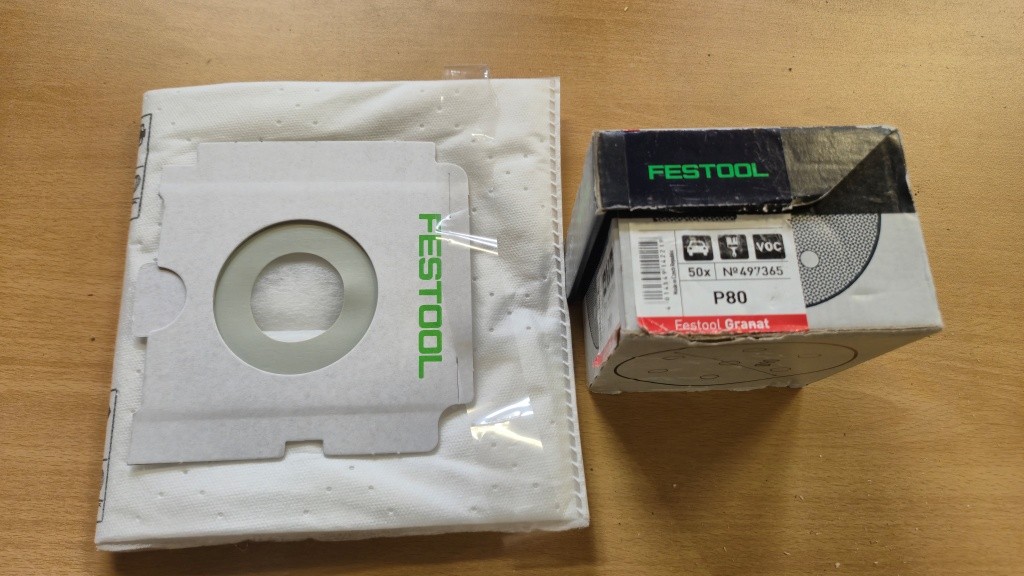 FESTOOL
FESTOOL
VOC
50x
Nº497365
P80
Festool Granat